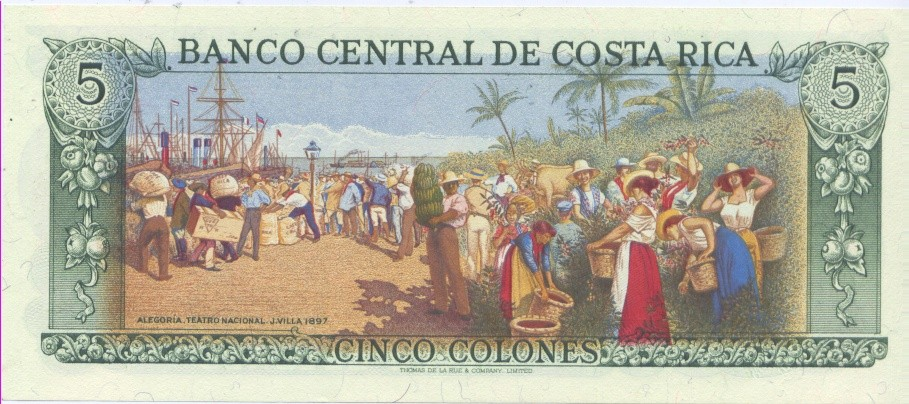 BANCO CENTRAL DE COSTA RICA
5 5
ALEGORÍA, TEATRO NACIONAL. J. VILLA 1897
CINCO COLONES
THOMAS DE LA RUE & COMPANY, LIMITED